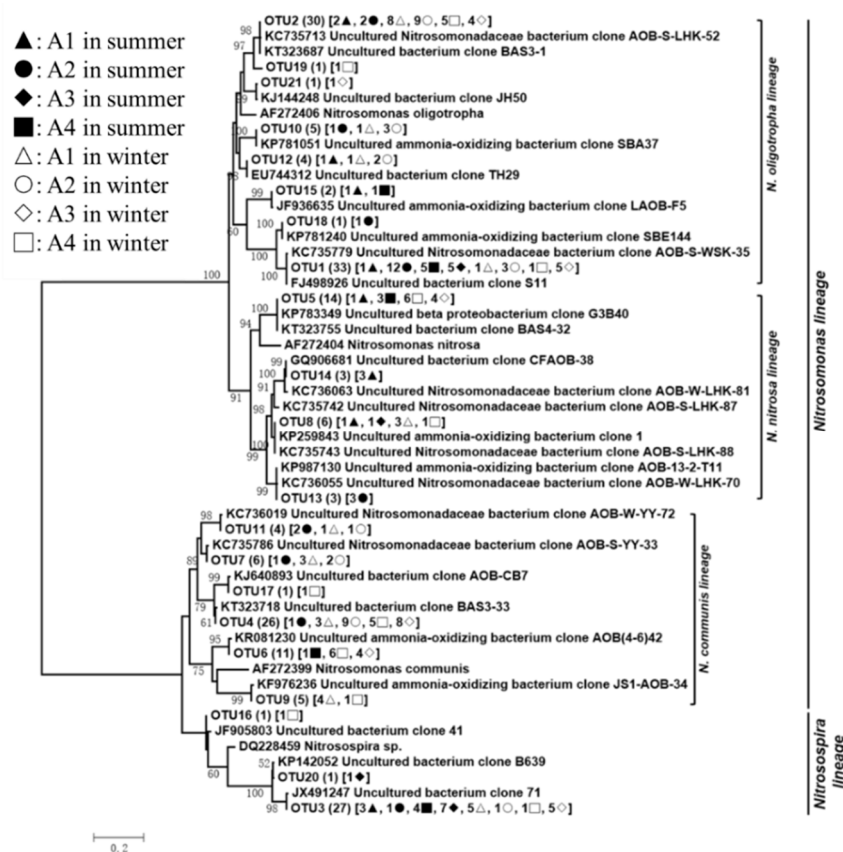 ▲: A1 in summer
●: A2 in summer
◆: A3 in summer
■: A4 in summer
△: A1 in winter
○: A2 in winter
◇: A3 in winter
□: A4 in winter
OTU2 (30) [2▲, 2●, 8△, 9○, 5□, 4◇]
98
KC735713 Uncultured Nitrosomonadaceae bacterium clone AOB-S-LHK-52
97
KT323687 Uncultured bacterium clone BAS3-1
OTU19 (1) [1□]
OTU21 (1) [1◇]
KJ144248 Uncultured bacterium clone JH50
AF272406 Nitrosomonas oligotropha
OTU10 (5) [1●, 1△, 3○]
KP781051 Uncultured ammonia-oxidizing bacterium clone SBA37
OTU12 (4) [1▲, 1△, 2○]
EU744312 Uncultured bacterium clone TH29
99
OTU15 (2) [1▲, 1■]
JF936635 Uncultured ammonia-oxidizing bacterium clone LAOB-F5
100
OTU18 (1) [1●]
60
KP781240 Uncultured ammonia-oxidizing bacterium clone SBE144
100
KC735779 Uncultured Nitrosomonadaceae bacterium clone AOB-S-WSK-35
100
OTU1 (33) [1▲, 12●, 5■, 5◆, 1△, 3○, 1□, 5◇]
100
FJ498926 Uncultured bacterium clone S11
OTU5 (14) [1▲, 3■, 6□, 4◇]
100
KP783349 Uncultured beta proteobacterium clone G3B40
94
KT323755 Uncultured bacterium clone BAS4-32
AF272404 Nitrosomonas nitrosa
99
GQ906681 Uncultured bacterium clone CFAOB-38
100
OTU14 (3) [3▲]
91
91
KC736063 Uncultured Nitrosomonadaceae bacterium clone AOB-W-LHK-81
98
KC735742 Uncultured Nitrosomonadaceae bacterium clone AOB-S-LHK-87
OTU8 (6) [1▲, 1◆, 3△, 1□]
KP259843 Uncultured ammonia-oxidizing bacterium clone 1
100
KC735743 Uncultured Nitrosomonadaceae bacterium clone AOB-S-LHK-88
99
KP987130 Uncultured ammonia-oxidizing bacterium clone AOB-13-2-T11
KC736055 Uncultured Nitrosomonadaceae bacterium clone AOB-W-LHK-70
99
OTU13 (3) [3●]
98
KC736019 Uncultured Nitrosomonadaceae bacterium clone AOB-W-YY-72
OTU11 (4) [2●, 1△, 1○]
KC735786 Uncultured Nitrosomonadaceae bacterium clone AOB-S-YY-33
89
OTU7 (6) [1●, 3△, 2○]
99
KJ640893 Uncultured bacterium clone AOB-CB7
OTU17 (1) [1□]
79
KT323718 Uncultured bacterium clone BAS3-33
61
OTU4 (26) [1●, 3△, 9○, 5□, 8◇]
95
KR081230 Uncultured ammonia-oxidizing bacterium clone AOB(4-6)42
OTU6 (11) [1■, 6□, 4◇]
75
AF272399 Nitrosomonas communis
KF976236 Uncultured ammonia-oxidizing bacterium clone JS1-AOB-34
99
OTU9 (5) [4△, 1□]
OTU16 (1) [1□]
JF905803 Uncultured bacterium clone 41
DQ228459 Nitrosospira sp.
52
KP142052 Uncultured bacterium clone B639
60
OTU20 (1) [1◆]
100
JX491247 Uncultured bacterium clone 71
98
OTU3 (27) [3▲, 1●, 4■, 7◆, 5△, 1○, 1□, 5◇]
N. oligotropha lineage
N. nitrosa lineage
N. communis lineage
Nitrosomonas lineage
Nitrosospira
lineage
0.2